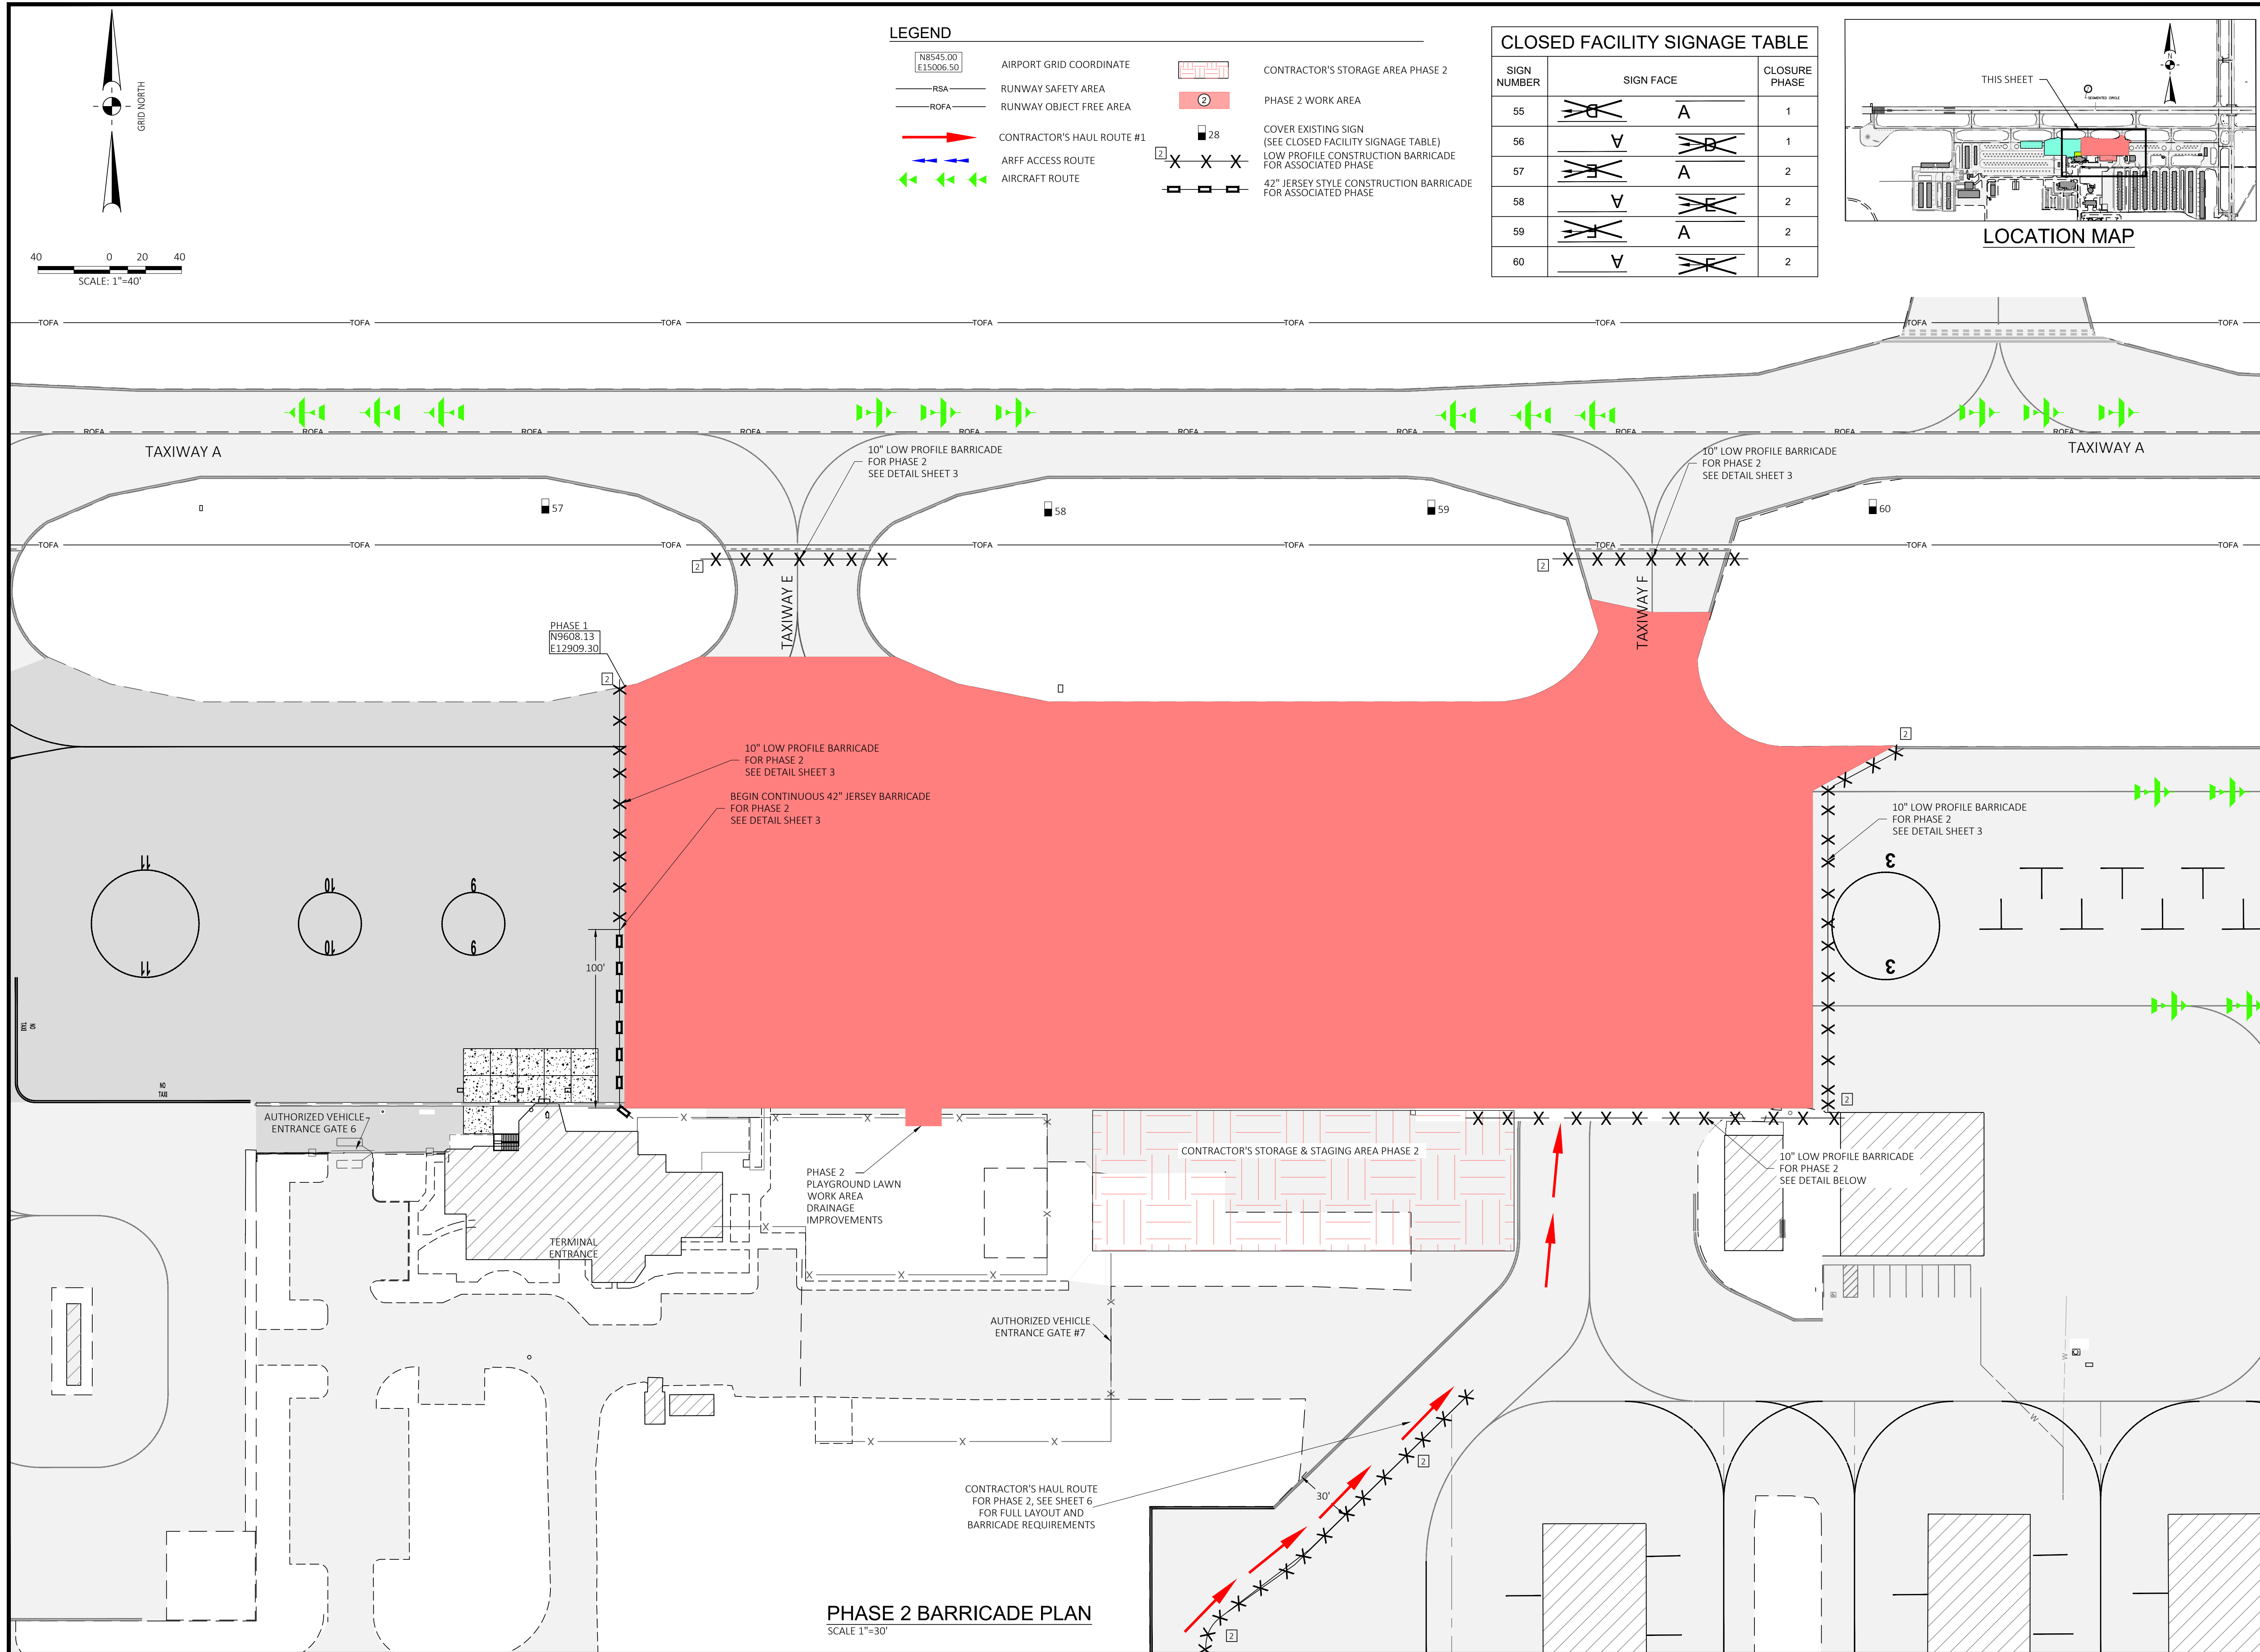 GRID NORTH
40 0 20 40
SCALE: 1"=40'
LEGEND
N8545.00
E15006.50
AIRPORT GRID COORDINATE
RSA
RUNWAY SAFETY AREA
ROFA
RUNWAY OBJECT FREE AREA
CONTRACTOR'S HAUL ROUTE #1
ARFF ACCESS ROUTE
AIRCRAFT ROUTE
CONTRACTOR'S STORAGE AREA PHASE 2
2
PHASE 2 WORK AREA
28
COVER EXISTING SIGN
(SEE CLOSED FACILITY SIGNAGE TABLE)
2
X X X
LOW PROFILE CONSTRUCTION BARRICADE
FOR ASSOCIATED PHASE
42" JERSEY STYLE CONSTRUCTION BARRICADE
FOR ASSOCIATED PHASE
CLOSED FACILITY SIGNAGE TABLE
SIGN
NUMBER
SIGN FACE
CLOSURE
PHASE
55 D A 1
56 A D 1
57 E A 2
58 A E 2
59 F A 2
60 A F 2
N
THIS SHEET
SEGMENTED CIRCLE
LOCATION MAP
TOFA TOFA TOFA TOFA TOFA TOFA TOFA TOFA
ROFA ROFA ROFA ROFA ROFA ROFA ROFA ROFA ROFA ROFA
TAXIWAY A
TAXIWAY A
10" LOW PROFILE BARRICADE
FOR PHASE 2
SEE DETAIL SHEET 3
10" LOW PROFILE BARRICADE
FOR PHASE 2
SEE DETAIL SHEET 3
57
58
59
60
TOFA TOFA TOFA TOFA TOFA TOFA TOFA TOFA
2
2
TAXIWAY E
TAXIWAY F
PHASE 1
N9608.13
E12909.30
2
2
10" LOW PROFILE BARRICADE
FOR PHASE 2
SEE DETAIL SHEET 3
BEGIN CONTINUOUS 42" JERSEY BARRICADE
FOR PHASE 2
SEE DETAIL SHEET 3
10" LOW PROFILE BARRICADE
FOR PHASE 2
SEE DETAIL SHEET 3
11
10
9
3
11
10
9
3
100'
NO
TAXI
NO
TAXI
2
AUTHORIZED VEHICLE
ENTRANCE GATE 6
PHASE 2
PLAYGROUND LAWN
WORK AREA
DRAINAGE
IMPROVEMENTS
CONTRACTOR'S STORAGE & STAGING AREA PHASE 2
10" LOW PROFILE BARRICADE
FOR PHASE 2
SEE DETAIL BELOW
TERMINAL
ENTRANCE
AUTHORIZED VEHICLE
ENTRANCE GATE #7
W
W
2
30'
CONTRACTOR'S HAUL ROUTE
FOR PHASE 2, SEE SHEET 6
FOR FULL LAYOUT AND
BARRICADE REQUIREMENTS
2
PHASE 2 BARRICADE PLAN
SCALE 1"=30'